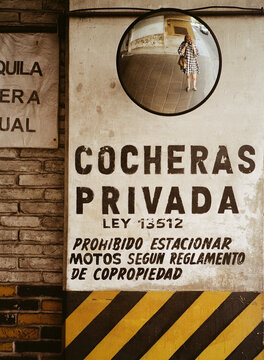 QUILA
ERA
UAL
COCHERAS
PRIVADA
LEY 13512
PROHIBIDO ESTACIONAR
MOTOS SEGUN REGLAMENTO
DE COPROPIEDAD